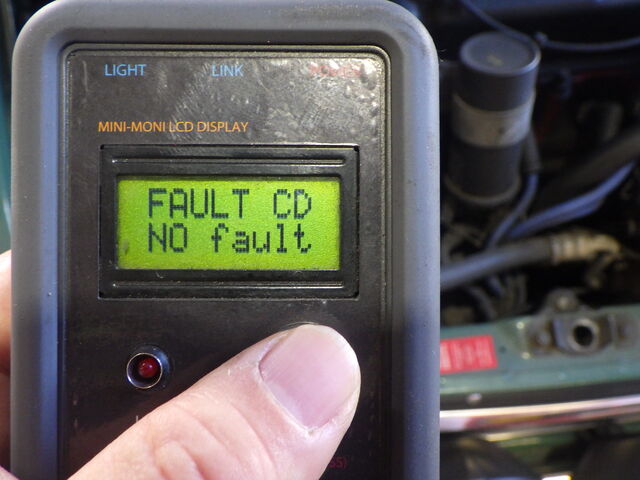 LIGHT LINK
MINI-MONI LCD DISPLAY
FAULT CD
NO fault